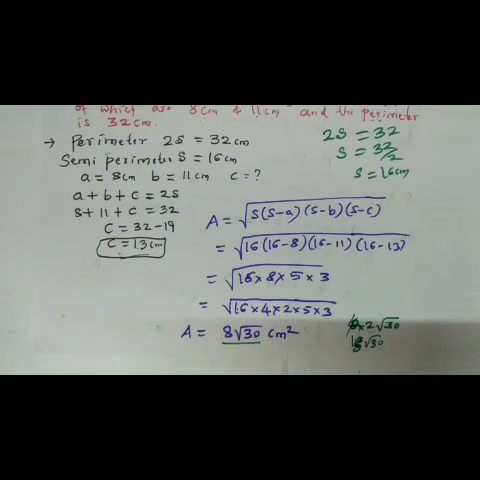 of which are 8cm & 11cm and the perimeter
is 32cm.
→ Perimeter 2S = 32cm
Semi perimeter S = 16cm
a = 8cm b = 11cm c = ?
a + b + c = 2S
8 + 11 + c = 32
C = 32 - 19
C = 13cm
2S = 32
S = 32/2
S = 16cm
A = √S(S-a)(S-b)(S-c)
= √16(16-8)(16-11)(16-13)
= √16×8×5×3
= √16×4×2×5×3
A = 8√30 cm²
×2√30
√30